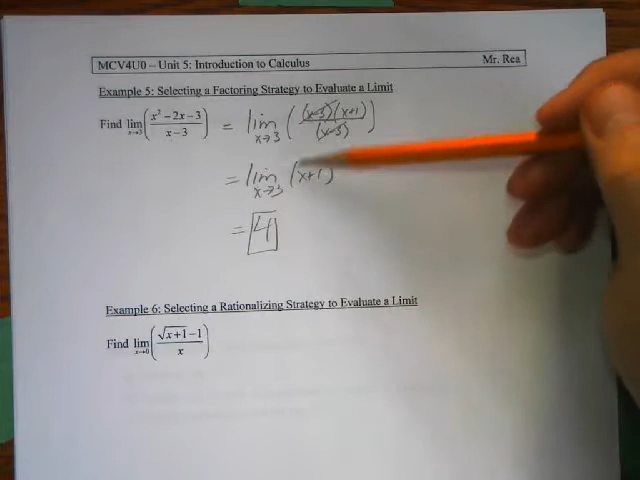 MCV4U0 – Unit 5: Introduction to Calculus Mr. Rea
Example 5: Selecting a Factoring Strategy to Evaluate a Limit
Find lim x→3 (x² - 2x - 3 / x - 3) = lim x→3 ((x-3)(x+1) / (x-3))
= lim x→3 (x+1)
= 4
Example 6: Selecting a Rationalizing Strategy to Evaluate a Limit
Find lim x→0 (√x+1 - 1 / x)